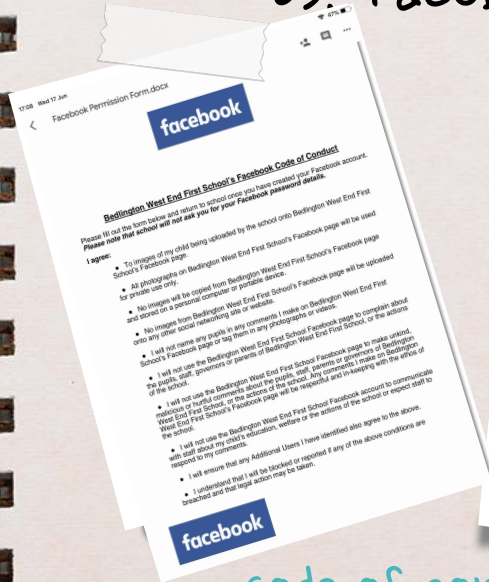 17:08 Wed 17 Jun
47%
Facebook Permission Form.docx
facebook
Bedlington West End First School's Facebook Code of Conduct
Please fill out the form below and return to school once you have created your Facebook account.
Please note that school will not ask you for your Facebook password details.
I agree:
• To images of my child being uploaded by the school onto Bedlington West End First
School's Facebook page.
• All photographs on Bedlington West End First School's Facebook page will be used
for private use only.
• No images will be copied from Bedlington West End First School's Facebook page
and stored on a personal computer or portable device.
• No images from Bedlington West End First School's Facebook page will be uploaded
onto any other social networking site or website.
• I will not name any pupils in any comments I make on Bedlington West End First
School's Facebook page or tag them in any photographs or videos.
• I will not use the Bedlington West End First School Facebook page to complain about
the pupils, staff, governors or parents of Bedlington West End First School, or the actions
of the school.
• I will not use the Bedlington West End First School Facebook page to make unkind,
malicious or hurtful comments about the pupils, staff, parents or governors of Bedlington
West End First School, or the actions of the school. Any comments I make on Bedlington
West End First School's Facebook page will be respectful and in-keeping with the ethos of
the school.
• I will not use the Bedlington West End First School Facebook account to communicate
with staff about my child's education, welfare or the actions of the school or expect staff to
respond to my comments.
• I will ensure that any Additional Users I have identified also agree to the above.
• I understand that I will be blocked or reported if any of the above conditions are
breached and that legal action may be taken.
facebook